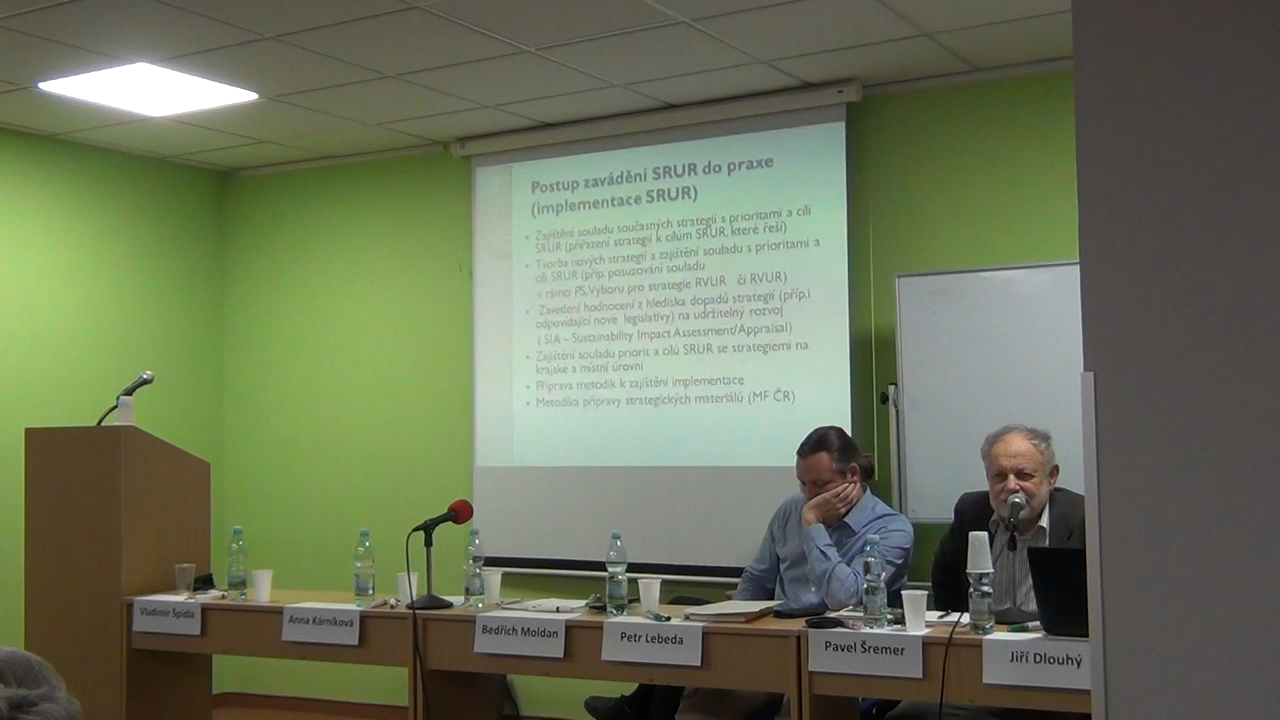 Postup zavádění SRUR do praxe
(implementace SRUR)
• Zajištění souladu současných strategií s prioritami a cíli
SRUR (přiřazení strategií k cílům SRUR, které řeší)
• Tvorba nových strategií a zajištění souladu s prioritami a
cíli SRUR (příp. posuzování souladu
v rámci PS, Výboru pro strategie RVUR či RVUR)
• Zavedení hodnocení z hlediska dopadů strategií (příp.i
odpovídající nove legislativy) na udržitelný rozvoj
( SIA – Sustainability Impact Assessment/Appraisal)
• Zajištění souladu priorit a cílů SRUR se strategiemi na
krajské a místní úrovni
• Příprava metodik k zajištění implementace
• Metodika přípravy strategických materiálů (MF ČR)
Vladimír Špidla
Anna Kárníková
Bedřich Moldan
Petr Lebeda
Pavel Šremer
Jiří Dlouhý